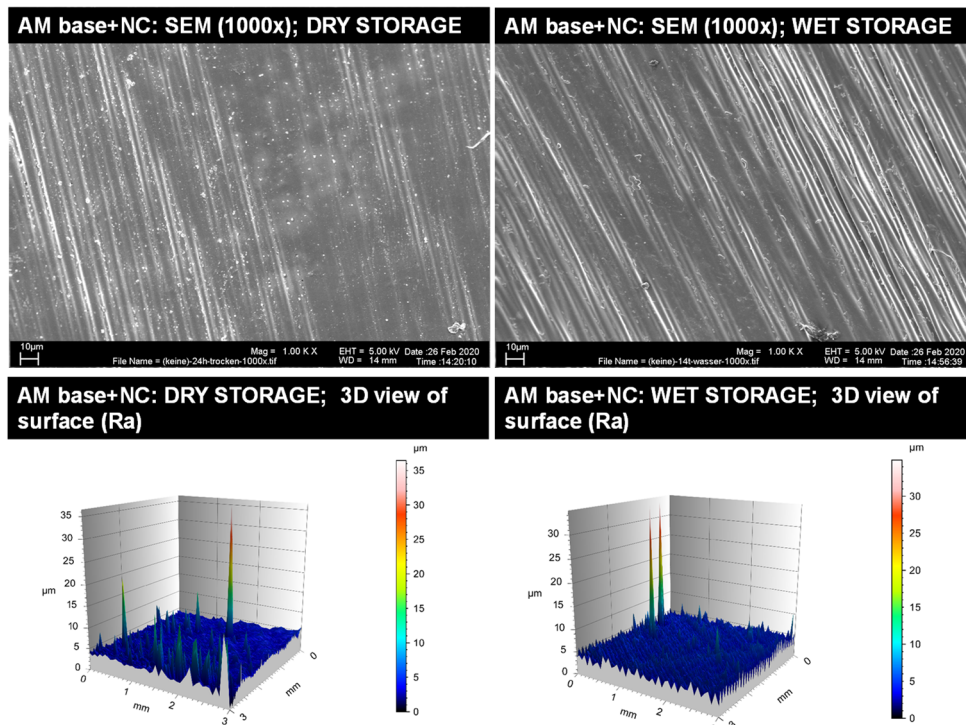 AM base+NC: SEM (1000x); DRY STORAGE
AM base+NC: SEM (1000x); WET STORAGE
10µm
Mag = 1.00 K X
EHT = 5.00 kV
Date :26 Feb 2020
File Name = (keine)-24h-trocken-1000x.tif
WD = 14 mm
Time :14:20:10
10µm
Mag = 1.00 K X
EHT = 5.00 kV
Date :26 Feb 2020
File Name = (keine)-14t-wasser-1000x.tif
WD = 14 mm
Time :14:56:39
AM base+NC: DRY STORAGE; 3D view of
surface (Ra)
AM base+NC: WET STORAGE; 3D view of
surface (Ra)
µm
35
30
25
20
15
10
5
0
µm
0
1
2
3
mm
0
1
2
3
mm
35
30
25
20
15
10
5
0
µm
35
30
25
20
15
10
5
0
µm
0
1
2
3
mm
0
1
2
mm
30
25
20
15
10
5
0